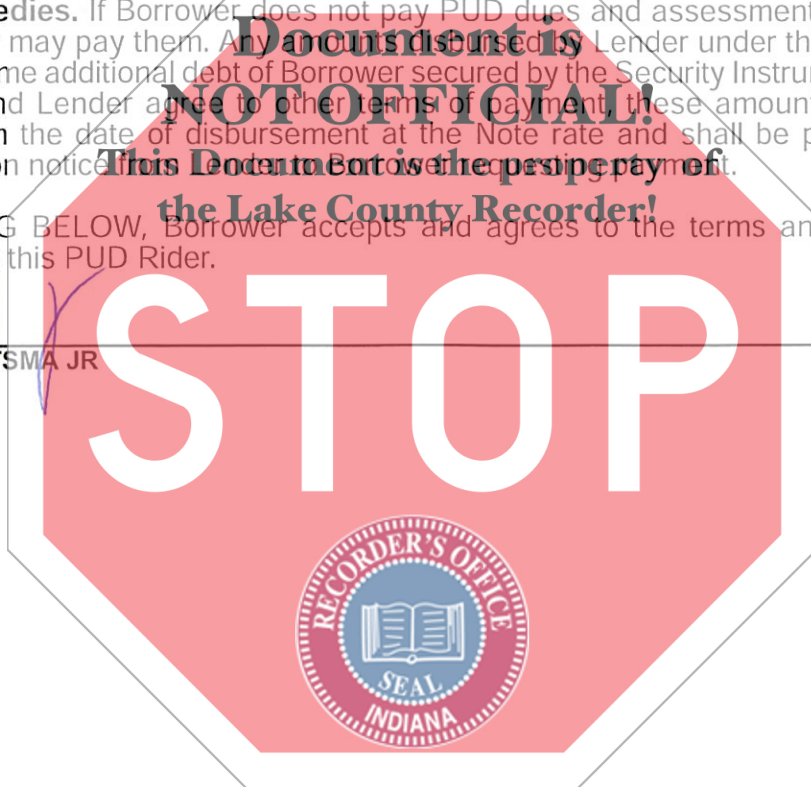 edies. If Borrower does not pay PUD dues and assessment
may pay them. Any amounts disbursed by Lender under th
me additional debt of Borrower secured by the Security Instru
nd Lender agree to other terms of payment, these amoun
the date of disbursement at the Note rate and shall be p
n notice from Lender to Borrower requesting payment.
G BELOW, Borrower accepts and agrees to the terms an
this PUD Rider.
TSMA JR
Document is
NOT OFFICIAL!
This Document is the property of
the Lake County Recorder!
STOP
RECORDER'S OFFICE
SEAL
INDIANA